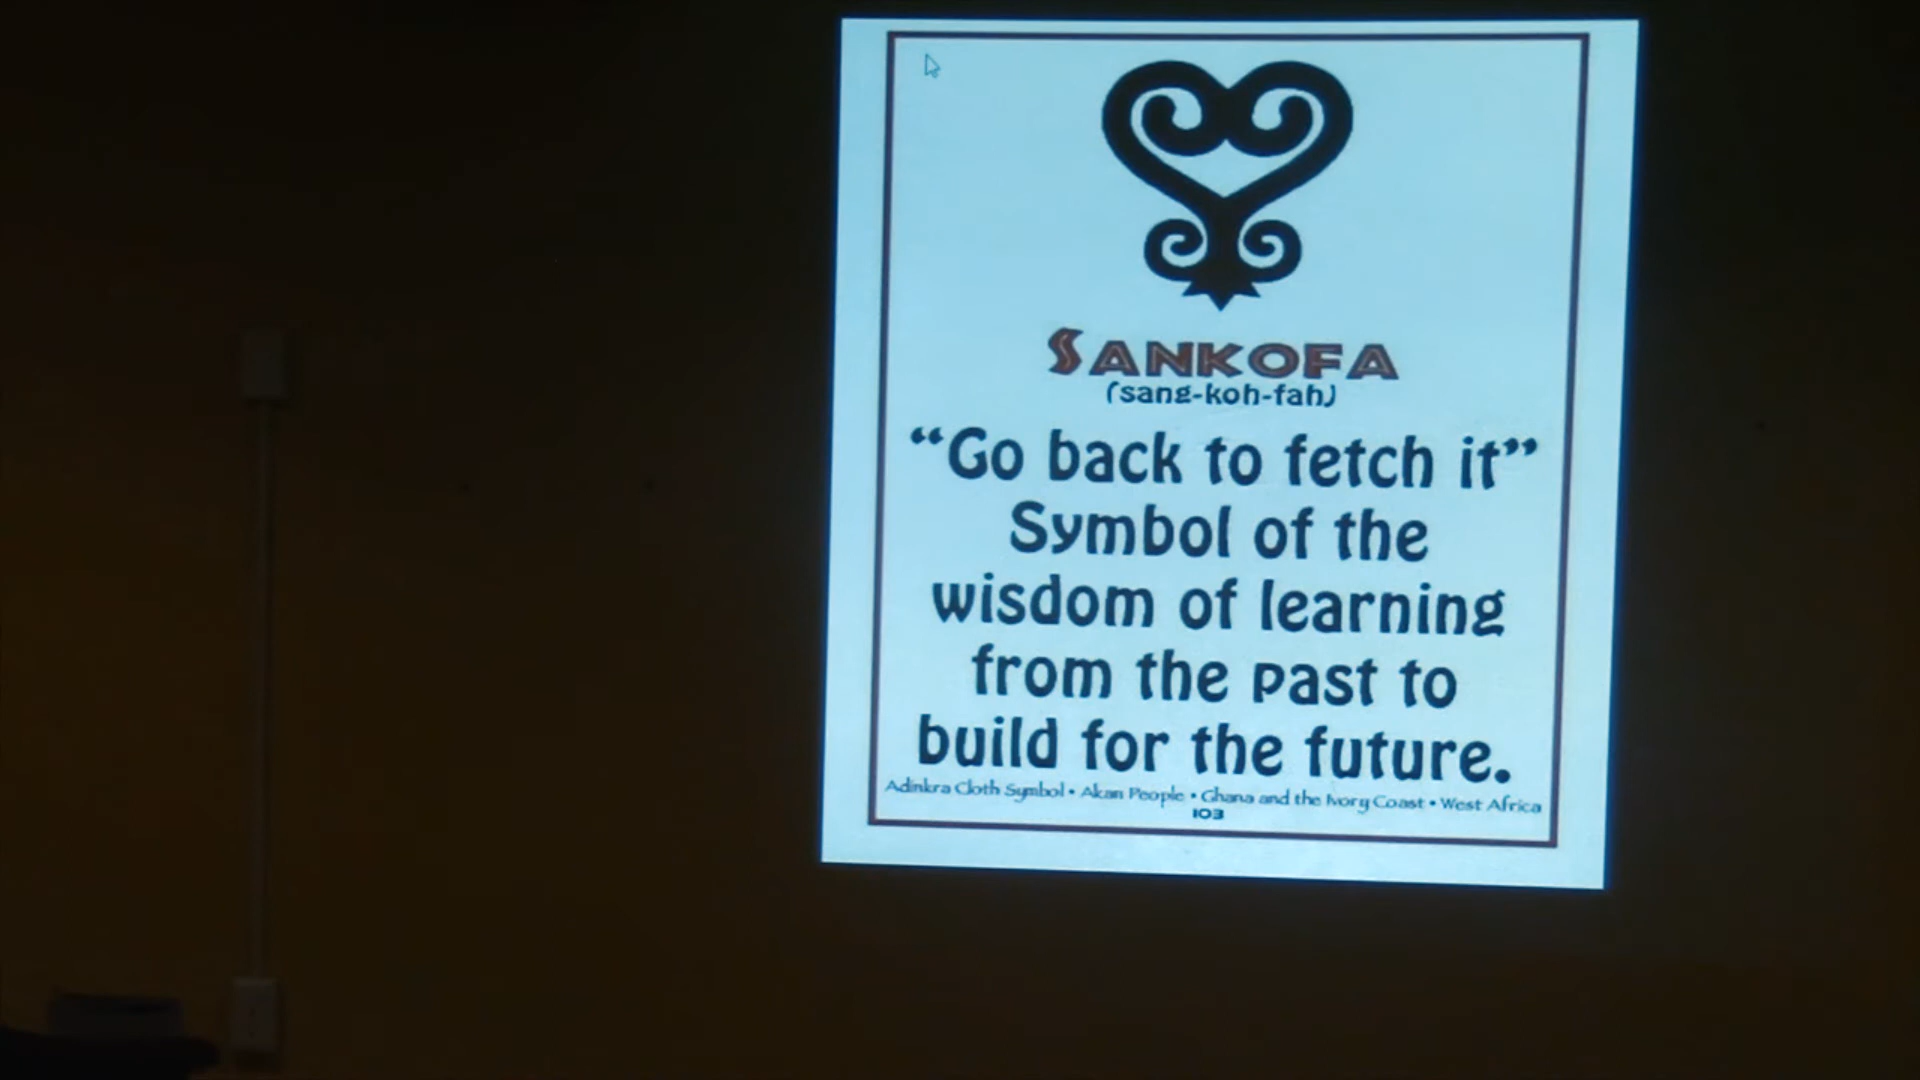 SANKOFA
(sang-koh-fah)
“Go back to fetch it”
Symbol of the
wisdom of learning
from the past to
build for the future.
Adinkra Cloth Symbol • Akan People • Ghana and the Ivory Coast • West Africa
103